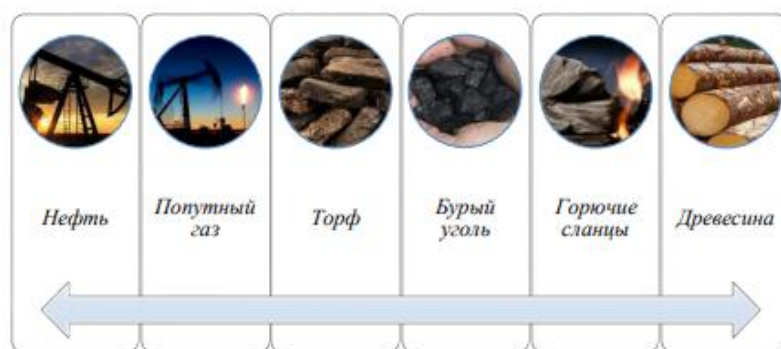 Нефть
Попутный
газ
Торф
Бурый
уголь
Горючие
сланцы
Древесина